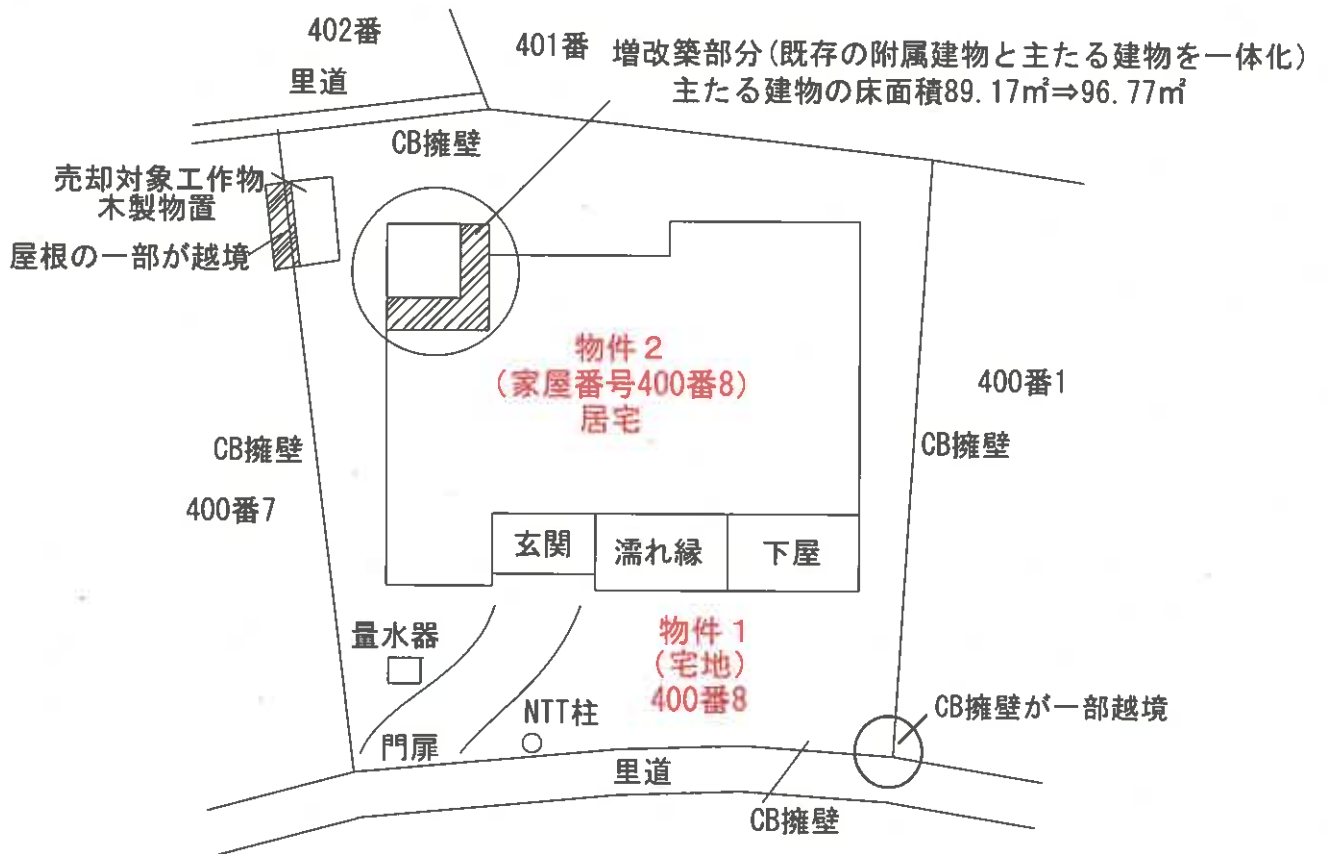 402番
401番
増改築部分(既存の附属建物と主たる建物を一体化)
主たる建物の床面積89.17㎡⇒96.77㎡
里道
CB擁壁
売却対象工作物
木製物置
屋根の一部が越境
物件2
(家屋番号400番8)
居宅
400番1
CB擁壁
CB擁壁
400番7
玄関
濡れ縁
下屋
量水器
物件1
(宅地)
400番8
NTT柱
CB擁壁が一部越境
門扉
里道
CB擁壁